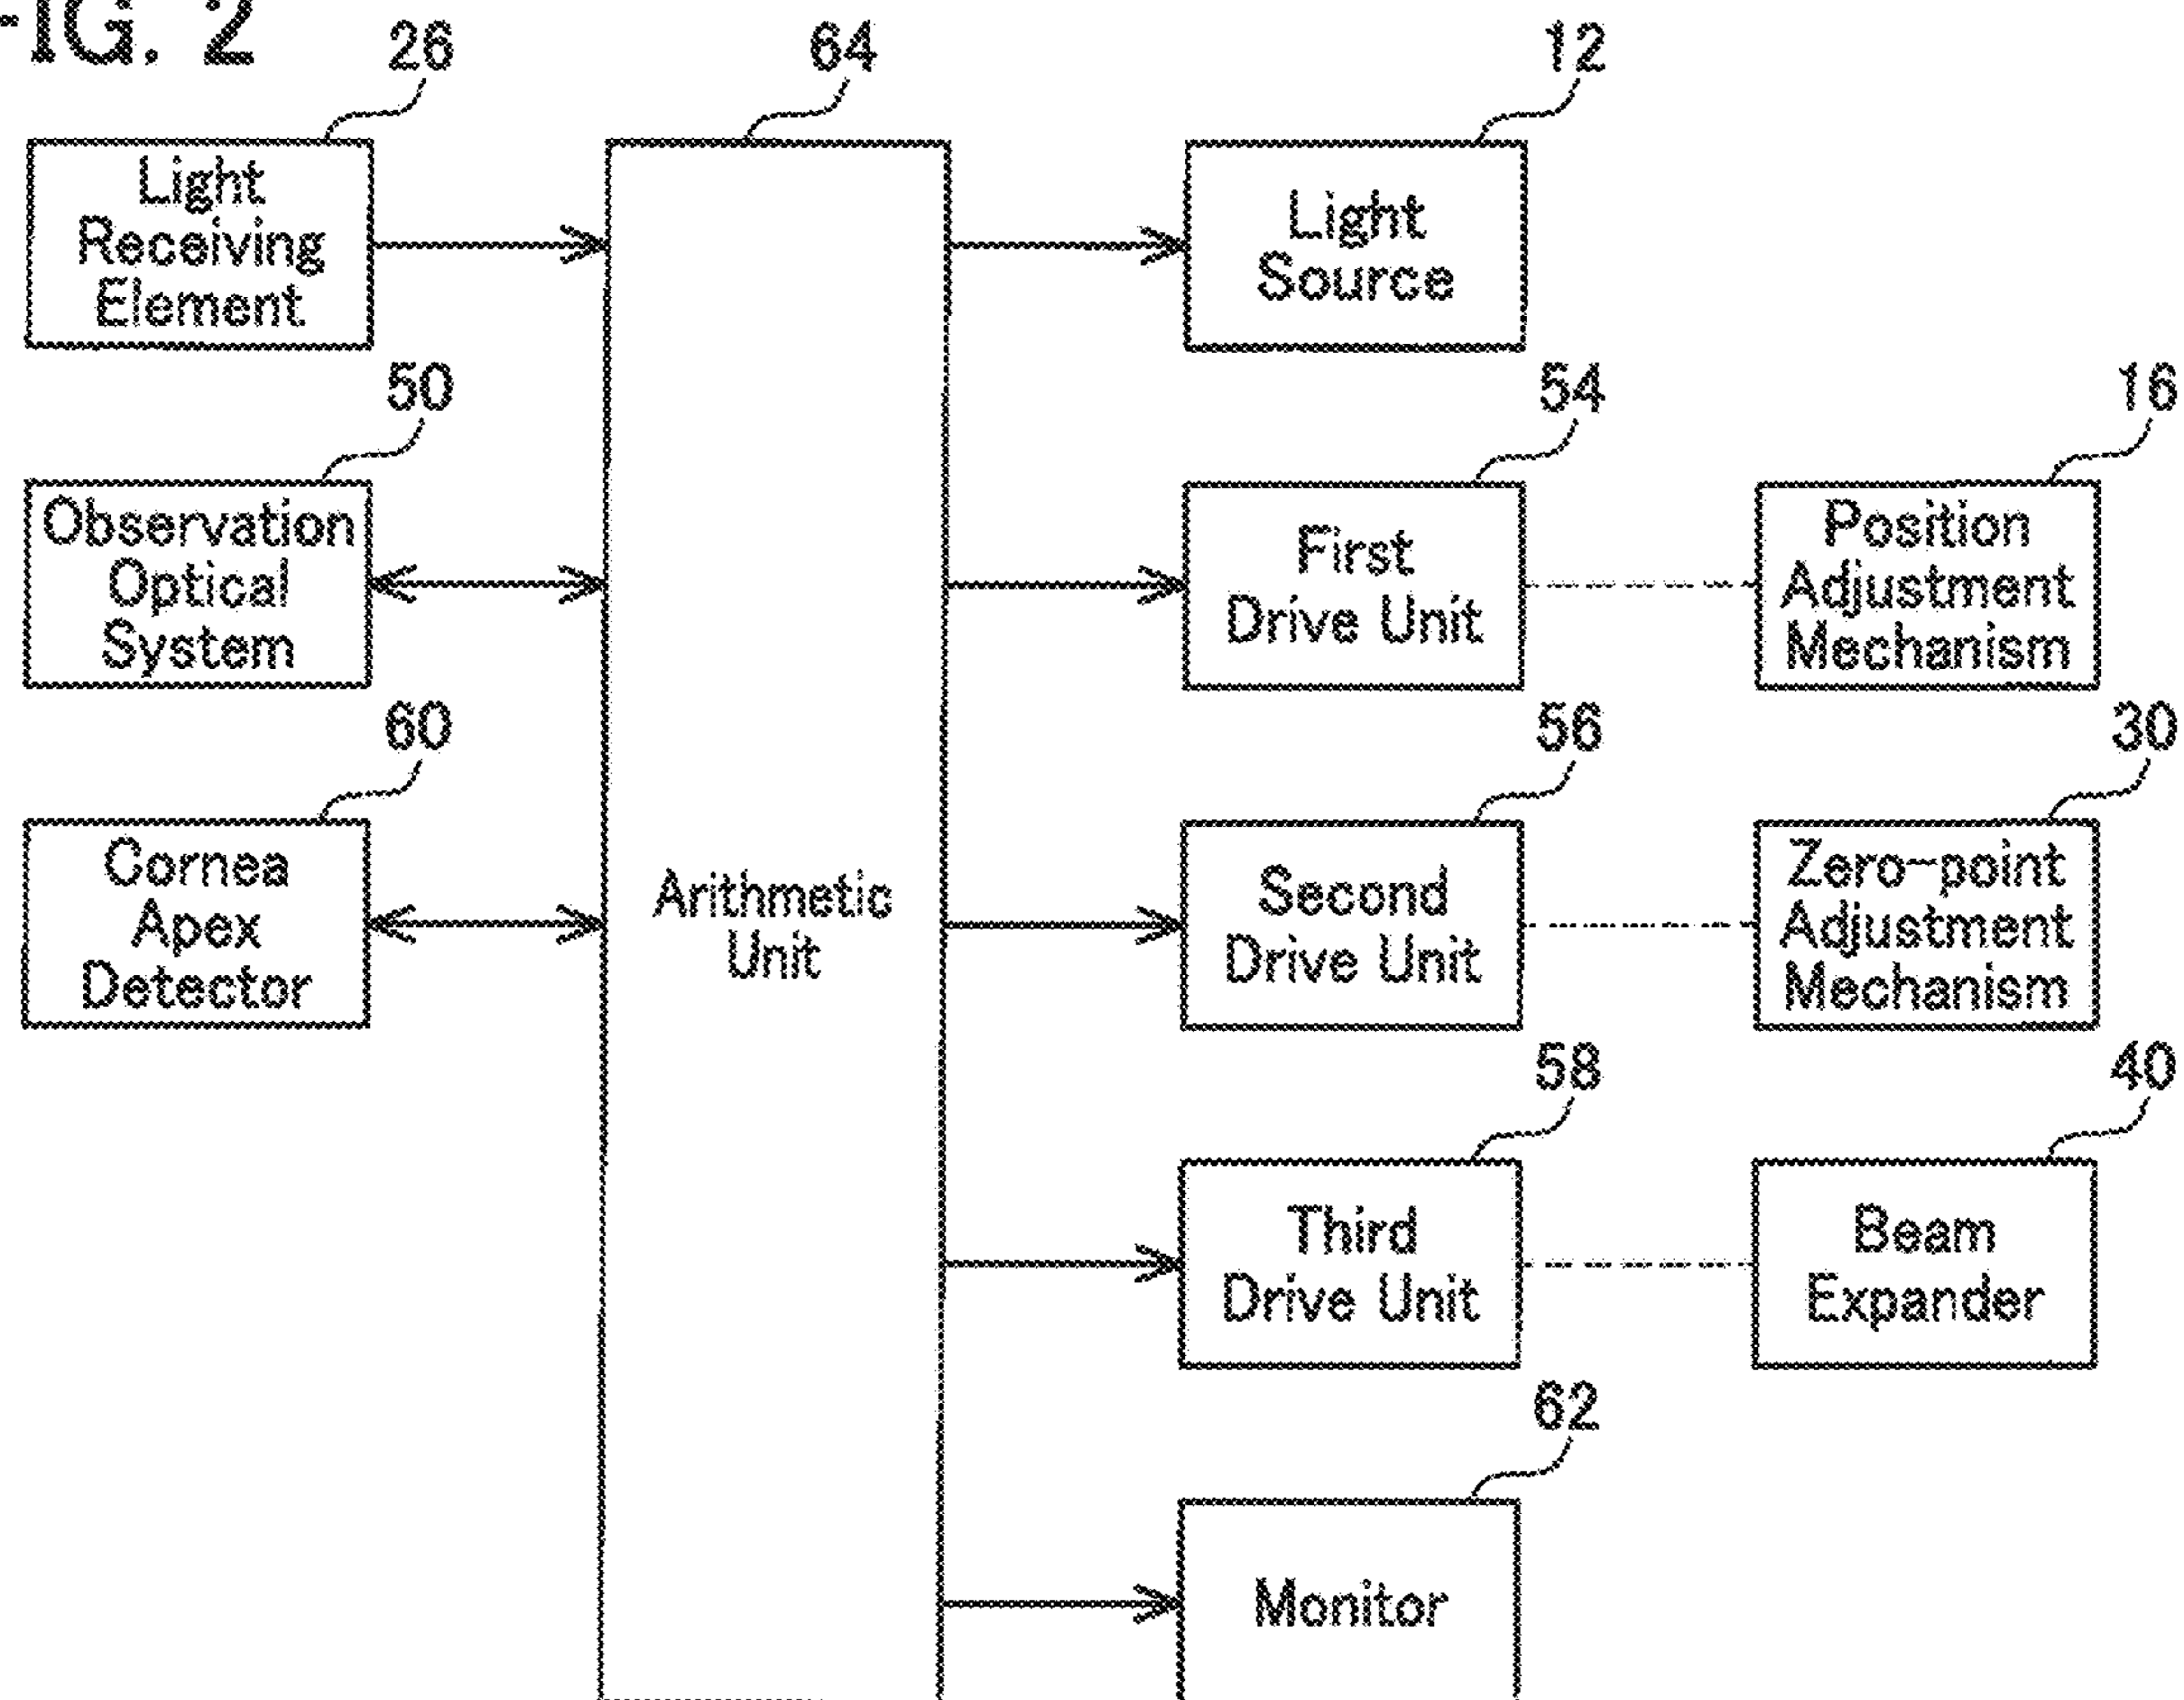 FIG. 2
26
64
12
Light
Receiving
Element
Light
Source
50
54
16
Observation
Optical
System
First
Drive Unit
Position
Adjustment
Mechanism
60
56
30
Cornea
Apex
Detector
Arithmetic
Unit
Second
Drive Unit
Zero-point
Adjustment
Mechanism
58
40
Third
Drive Unit
Beam
Expander
62
Monitor